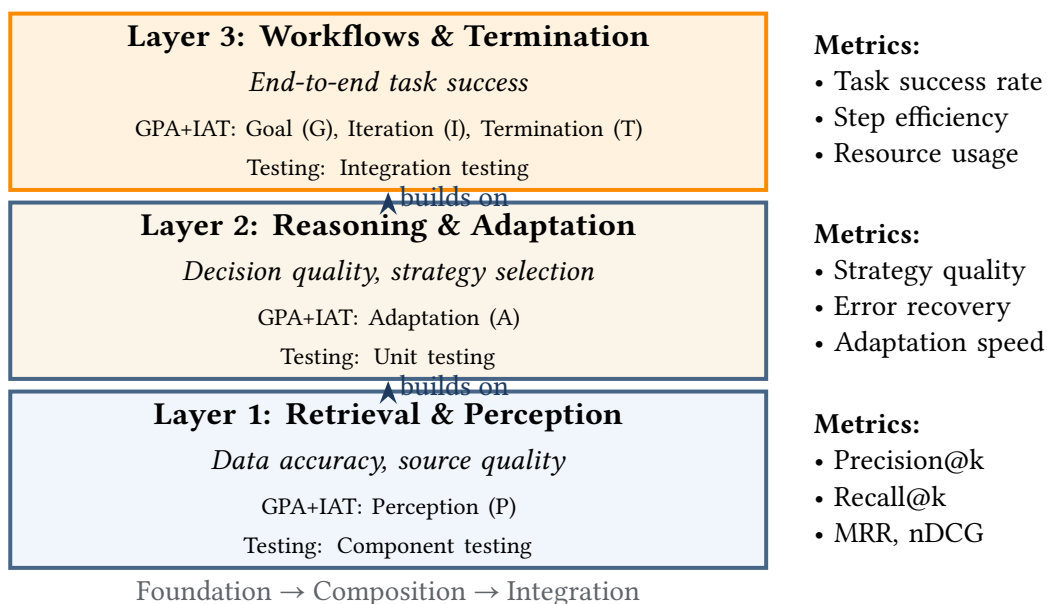 Layer 3: Workflows & Termination
End-to-end task success
GPA+IAT: Goal (G), Iteration (I), Termination (T)
Testing: Integration testing
Metrics:
• Task success rate
• Step efficiency
• Resource usage
builds on
Layer 2: Reasoning & Adaptation
Decision quality, strategy selection
GPA+IAT: Adaptation (A)
Testing: Unit testing
Metrics:
• Strategy quality
• Error recovery
• Adaptation speed
builds on
Layer 1: Retrieval & Perception
Data accuracy, source quality
GPA+IAT: Perception (P)
Testing: Component testing
Metrics:
• Precision@k
• Recall@k
• MRR, nDCG
Foundation → Composition → Integration